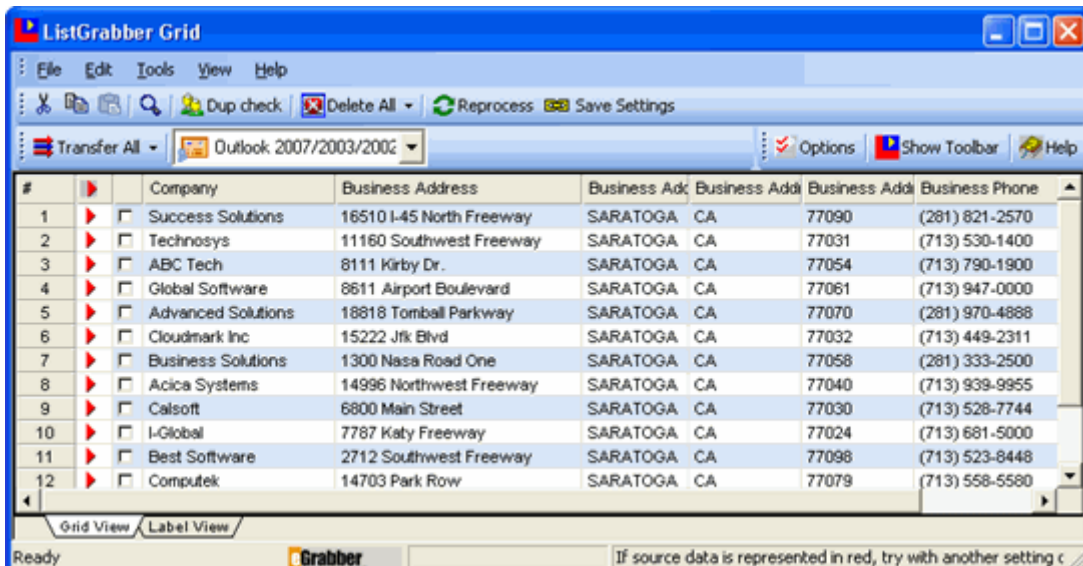 ListGrabber Grid
File Edit Tools View Help
Dup check Delete All Reprocess Save Settings
Transfer All Outlook 2007/2003/2002 Options Show Toolbar Help
# Company Business Address Business Add Business Addi Business Addi Business Phone
1 Success Solutions 16510 I-45 North Freeway SARATOGA CA 77090 (281) 821-2570
2 Technosys 11160 Southwest Freeway SARATOGA CA 77031 (713) 530-1400
3 ABC Tech 8111 Kirby Dr. SARATOGA CA 77054 (713) 790-1900
4 Global Software 8611 Airport Boulevard SARATOGA CA 77061 (713) 947-0000
5 Advanced Solutions 18818 Tomball Parkway SARATOGA CA 77070 (281) 970-4888
6 Cloudmark Inc 15222 Jfk Blvd SARATOGA CA 77032 (713) 449-2311
7 Business Solutions 1300 Nasa Road One SARATOGA CA 77058 (281) 333-2500
8 Acica Systems 14996 Northwest Freeway SARATOGA CA 77040 (713) 939-9955
9 Calsoft 6800 Main Street SARATOGA CA 77030 (713) 528-7744
10 I-Global 7787 Katy Freeway SARATOGA CA 77024 (713) 681-5000
11 Best Software 2712 Southwest Freeway SARATOGA CA 77098 (713) 523-8448
12 Computek 14703 Park Row SARATOGA CA 77079 (713) 558-5580
Grid View Label View
Ready eGrabber If source data is represented in red, try with another setting c